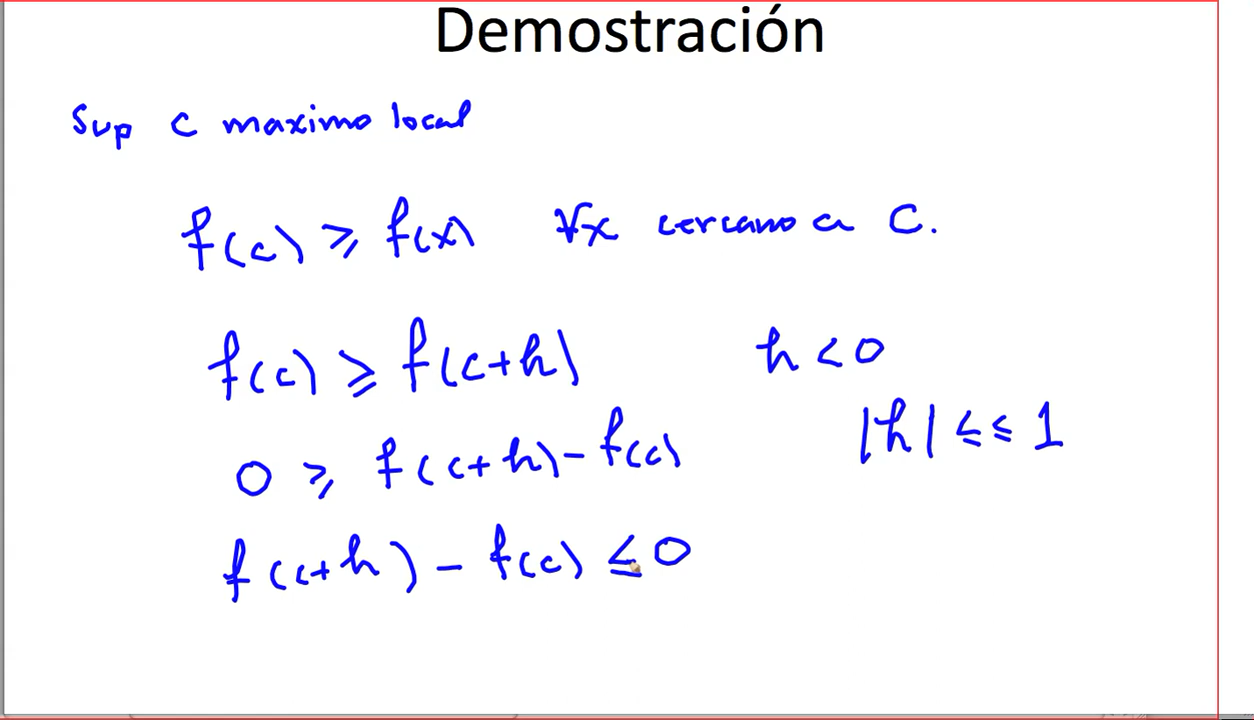 Demostración
Sup c maximo local
f(c) ⩾ f(x) ∀x cercano a C.
f(c) ⩾ f(c+h) h < 0
|h| ≤≤ 1
0 ⩾ f(c+h) - f(c)
f(c+h) - f(c) ≤ 0